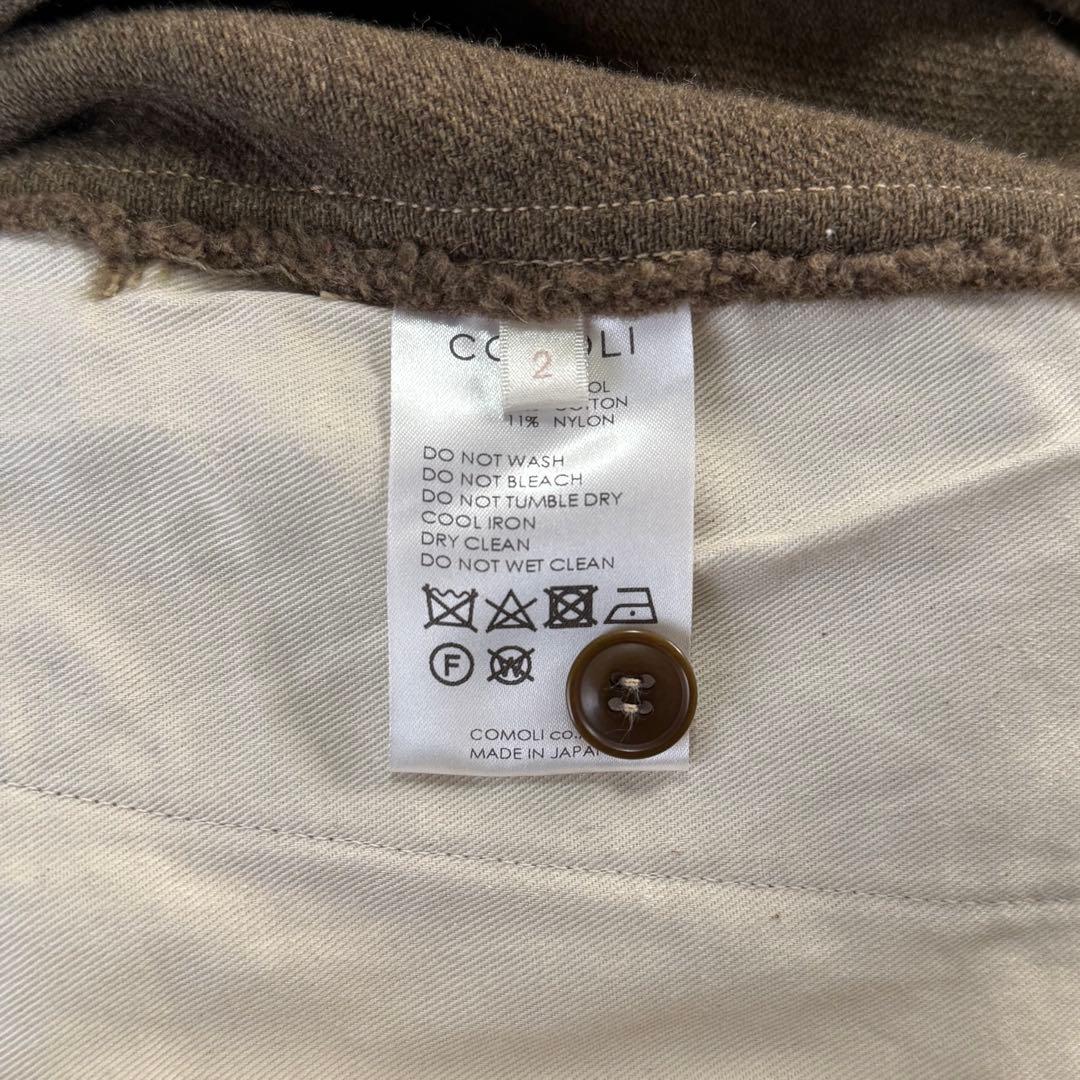 2
11% NYLON
DO NOT WASH
DO NOT BLEACH
DO NOT TUMBLE DRY
COOL IRON
DRY CLEAN
DO NOT WET CLEAN
F W
COMOLI CO.
MADE IN